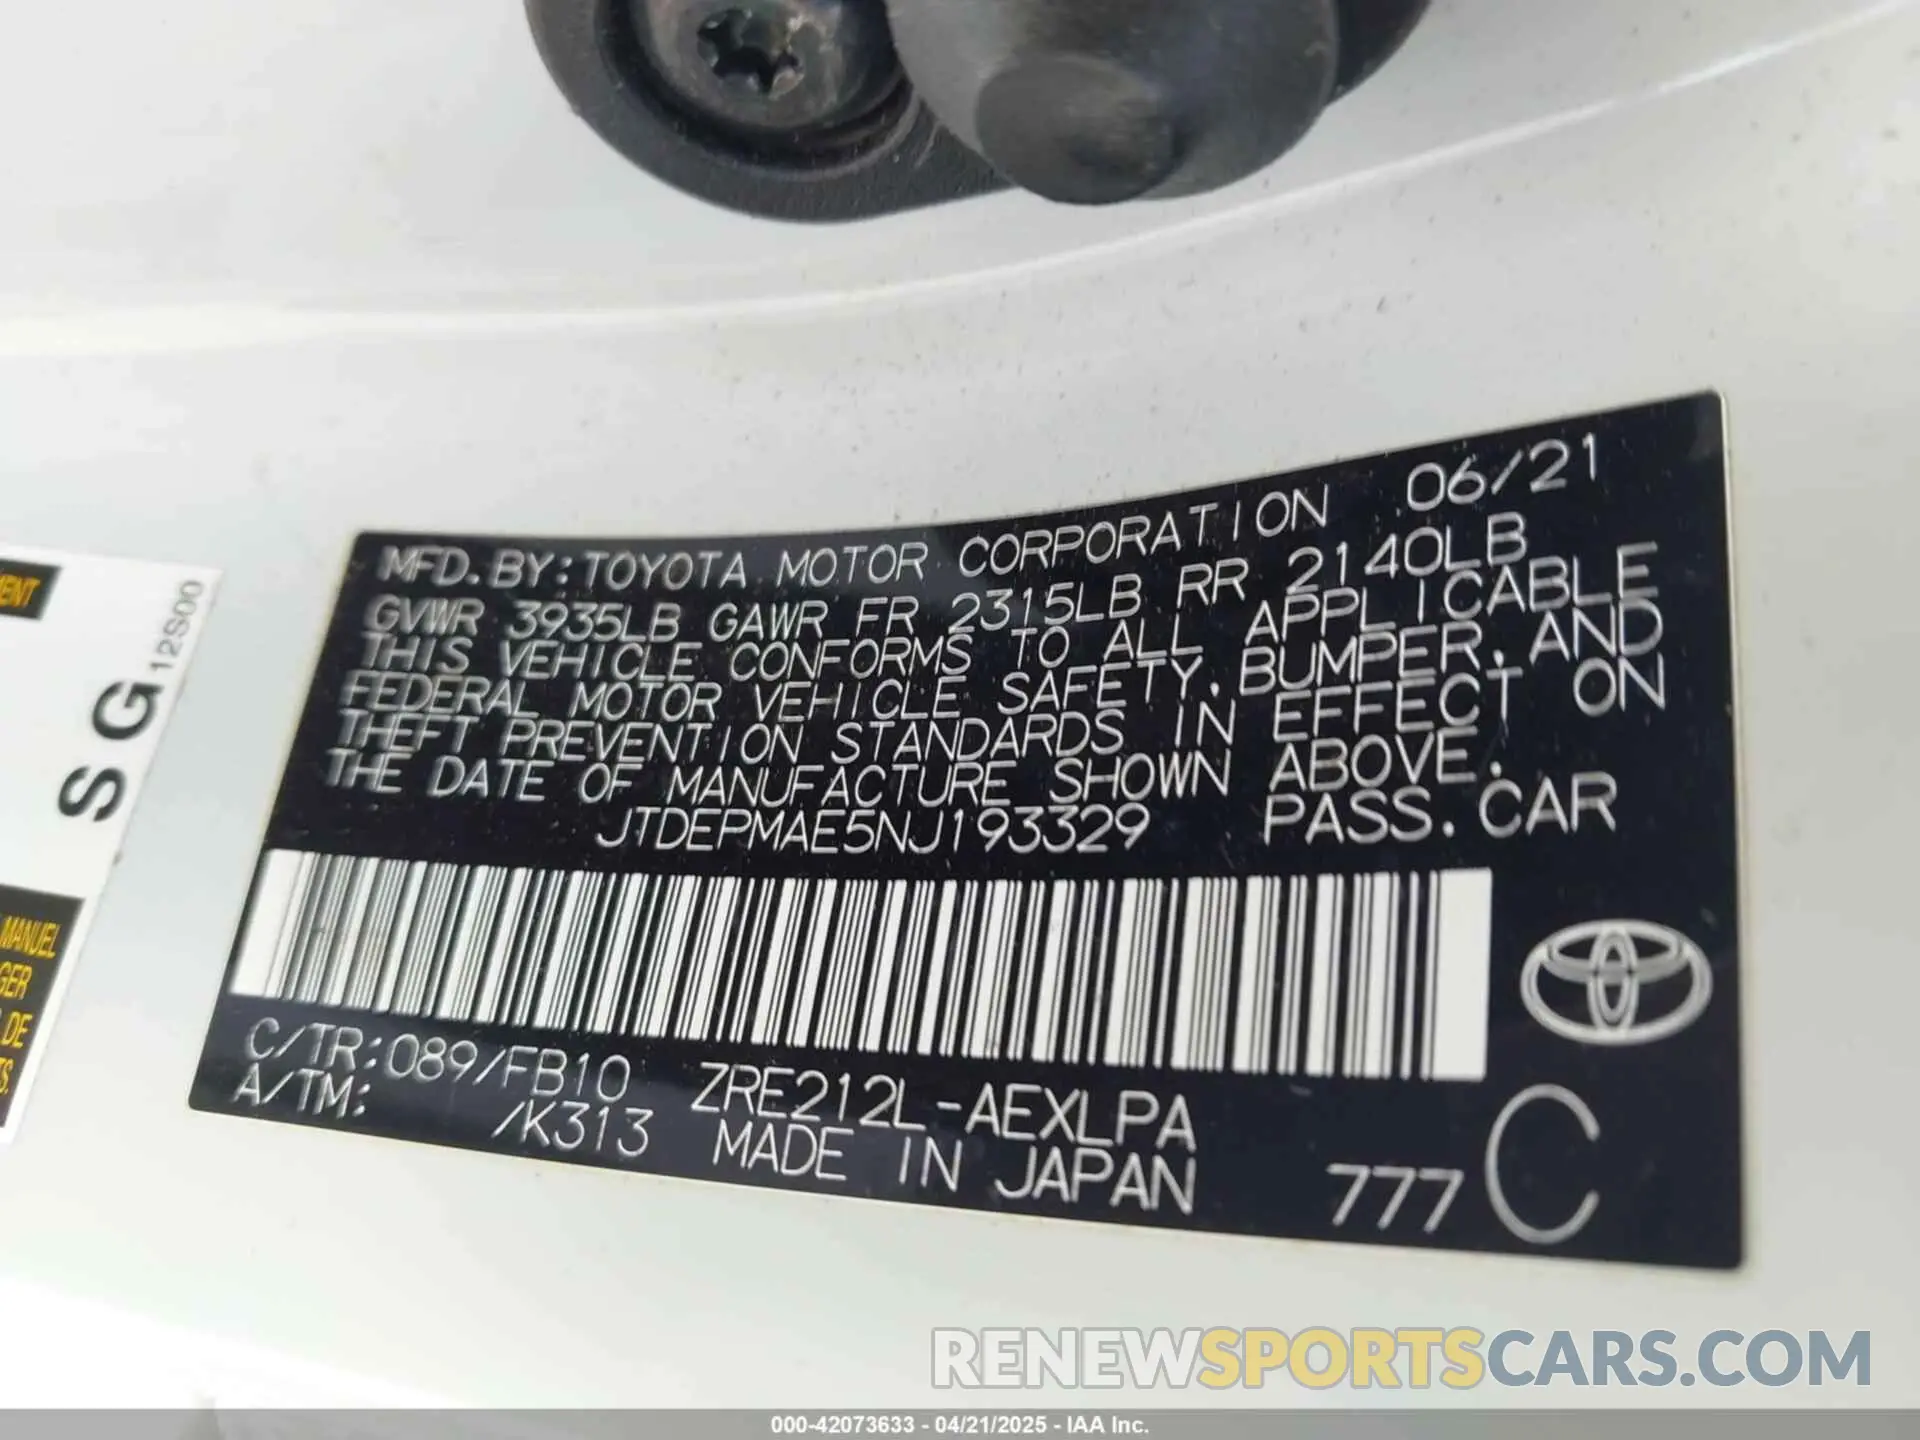 MFD. BY: TOYOTA MOTOR CORPORATION 06/21
GVWR 3935LB GAWR FR 2315LB RR 2140LB
THIS VEHICLE CONFORMS TO ALL APPLICABLE
FEDERAL MOTOR VEHICLE SAFETY, BUMPER, AND
THEFT PREVENTION STANDARDS IN EFFECT ON
THE DATE OF MANUFACTURE SHOWN ABOVE.
JTDEPMAE5NJ193329 PASS. CAR
C/TR: 089/FB10 ZRE212L-AEXLPA
A/TM: /K313 MADE IN JAPAN 777 C
SG 12S00
MANUEL
DE
RENEWSPORTSCARS.COM
000-42073633 - 04/21/2025 - IAA Inc.